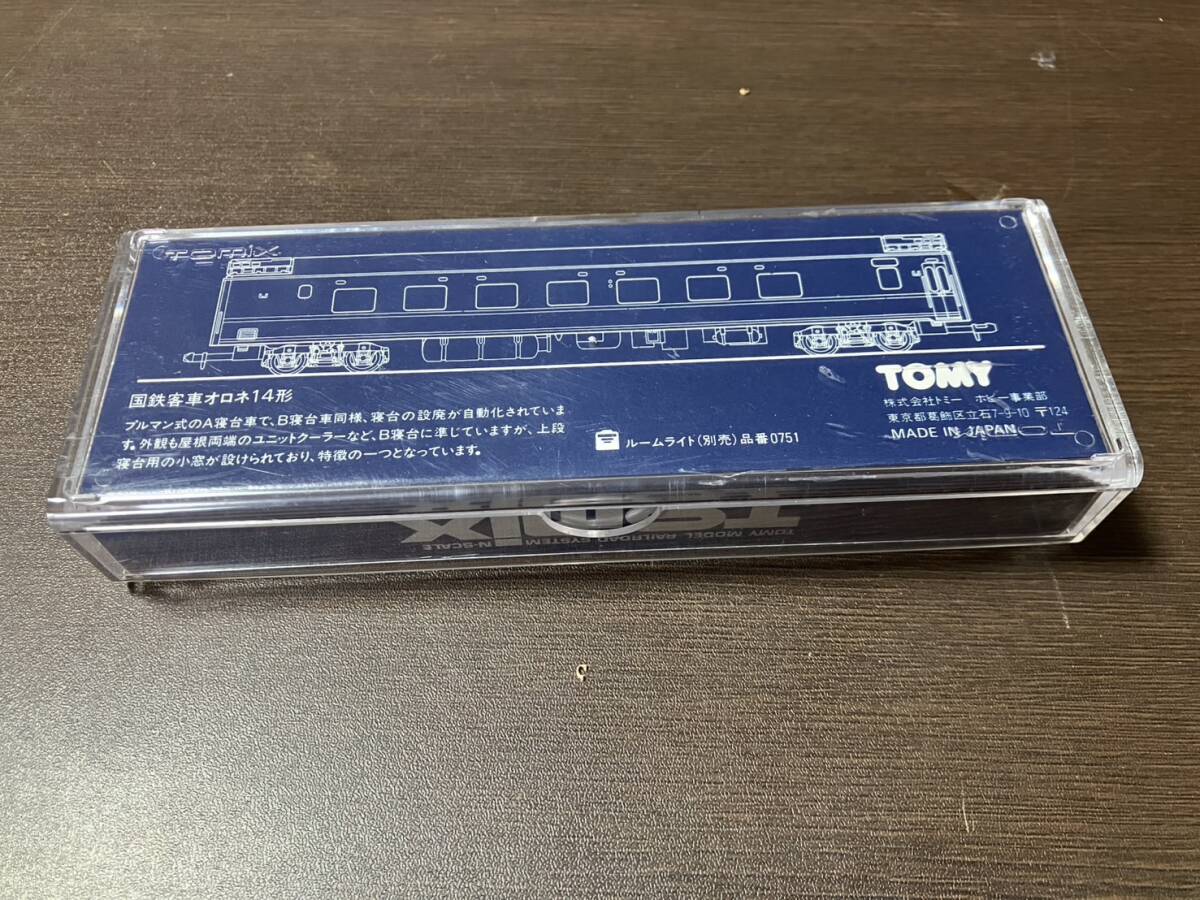 TOMIX
国鉄客車オロネ14形
プルマン式のA寝台車で、B寝台車同様、寝台の設廃が自動化されていま
す。外観も屋根両端のユニットクーラーなど、B寝台に準じていますが、上段
寝台用の小窓が設けられており、特徴の一つとなっています。
ルームライド(別売)品番0751
TOMY
株式会社トミー ホビー事業部
東京都葛飾区立石7-9-10 〒124
MADE IN JAPAN
TOMIX
TOMY MODEL RAILROAD SYSTEM N-SCALE